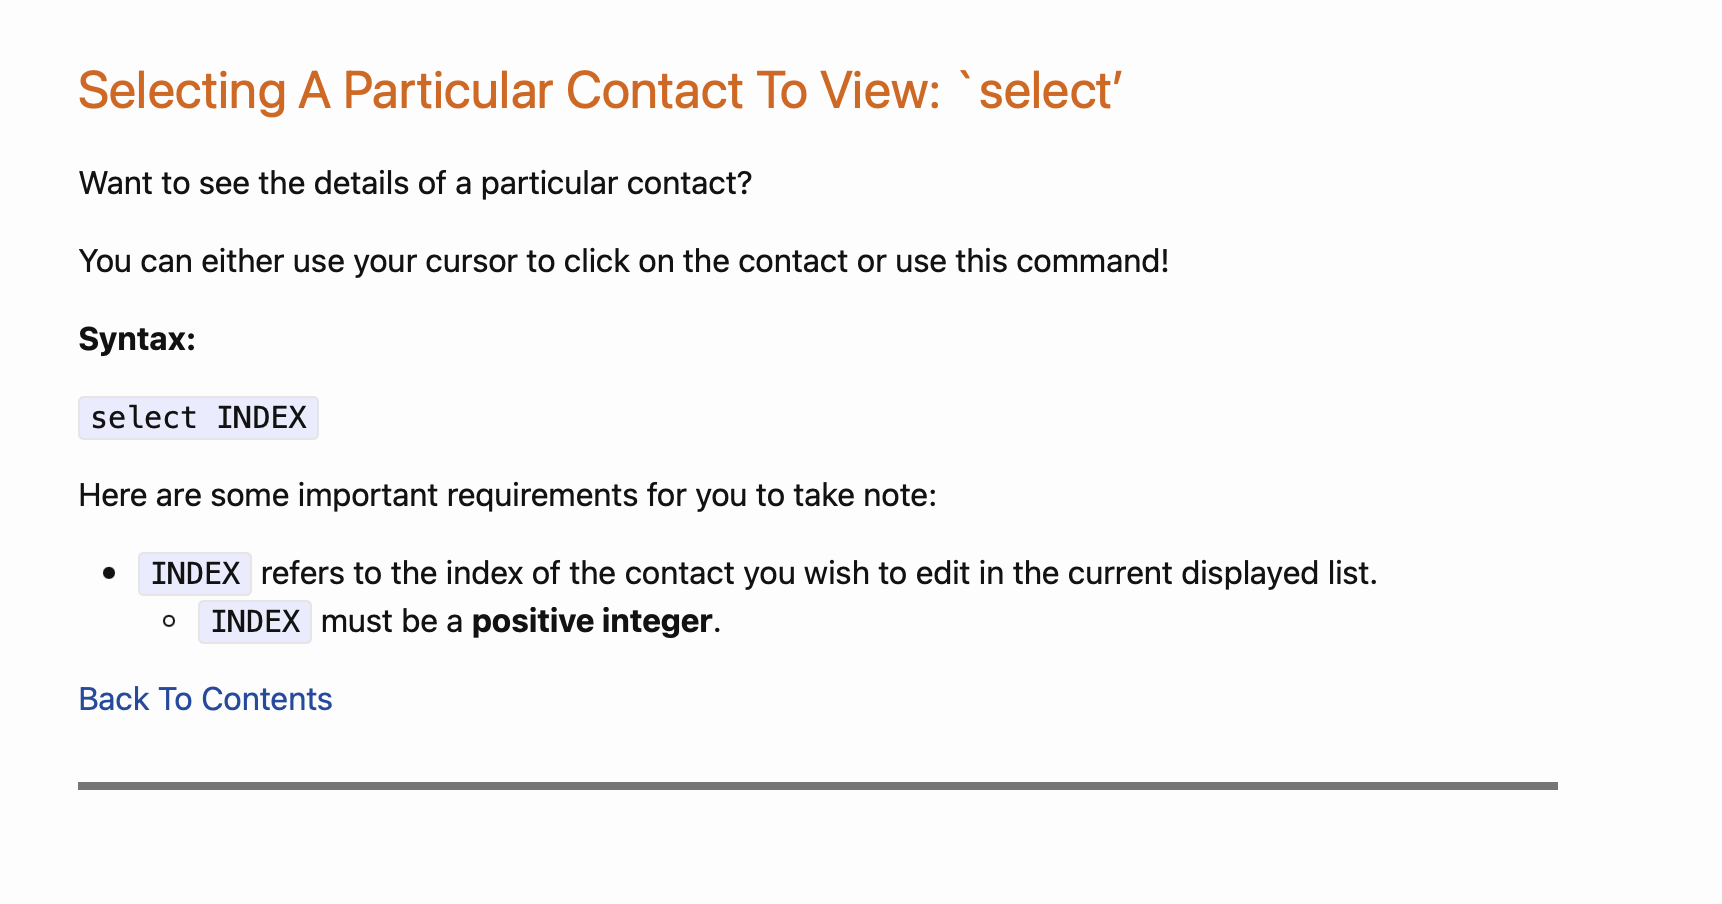 Selecting A Particular Contact To View: `select’
Want to see the details of a particular contact?
You can either use your cursor to click on the contact or use this command!
Syntax:
select INDEX
Here are some important requirements for you to take note:
INDEX refers to the index of the contact you wish to edit in the current displayed list.
INDEX must be a positive integer.
Back To Contents